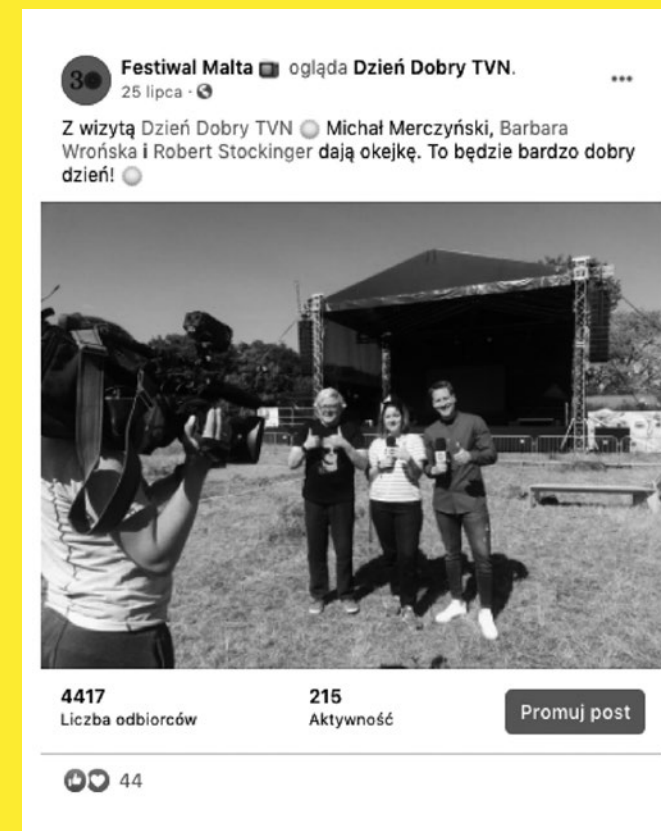 30
Festiwal Malta ogląda Dzień Dobry TVN.
25 lipca ·
Z wizytą Dzień Dobry TVN Michał Merczyński, Barbara
Wrońska i Robert Stockinger dają okejkę. To będzie bardzo dobry
dzień!
4417
Liczba odbiorców
215
Aktywność
Promuj post
44